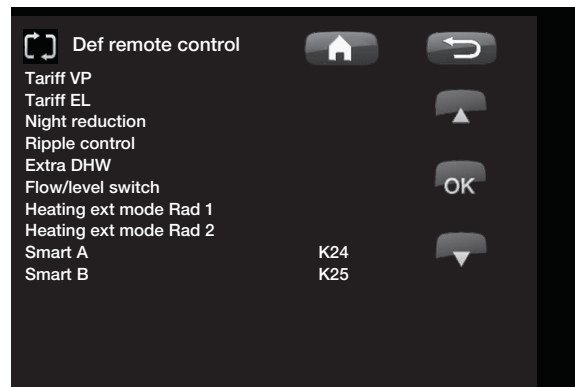 Def remote control
Tariff VP
Tariff EL
Night reduction
Ripple control
Extra DHW
OK
Flow/level switch
Heating ext mode Rad 1
Heating ext mode Rad 2
Smart A K24
Smart B K25